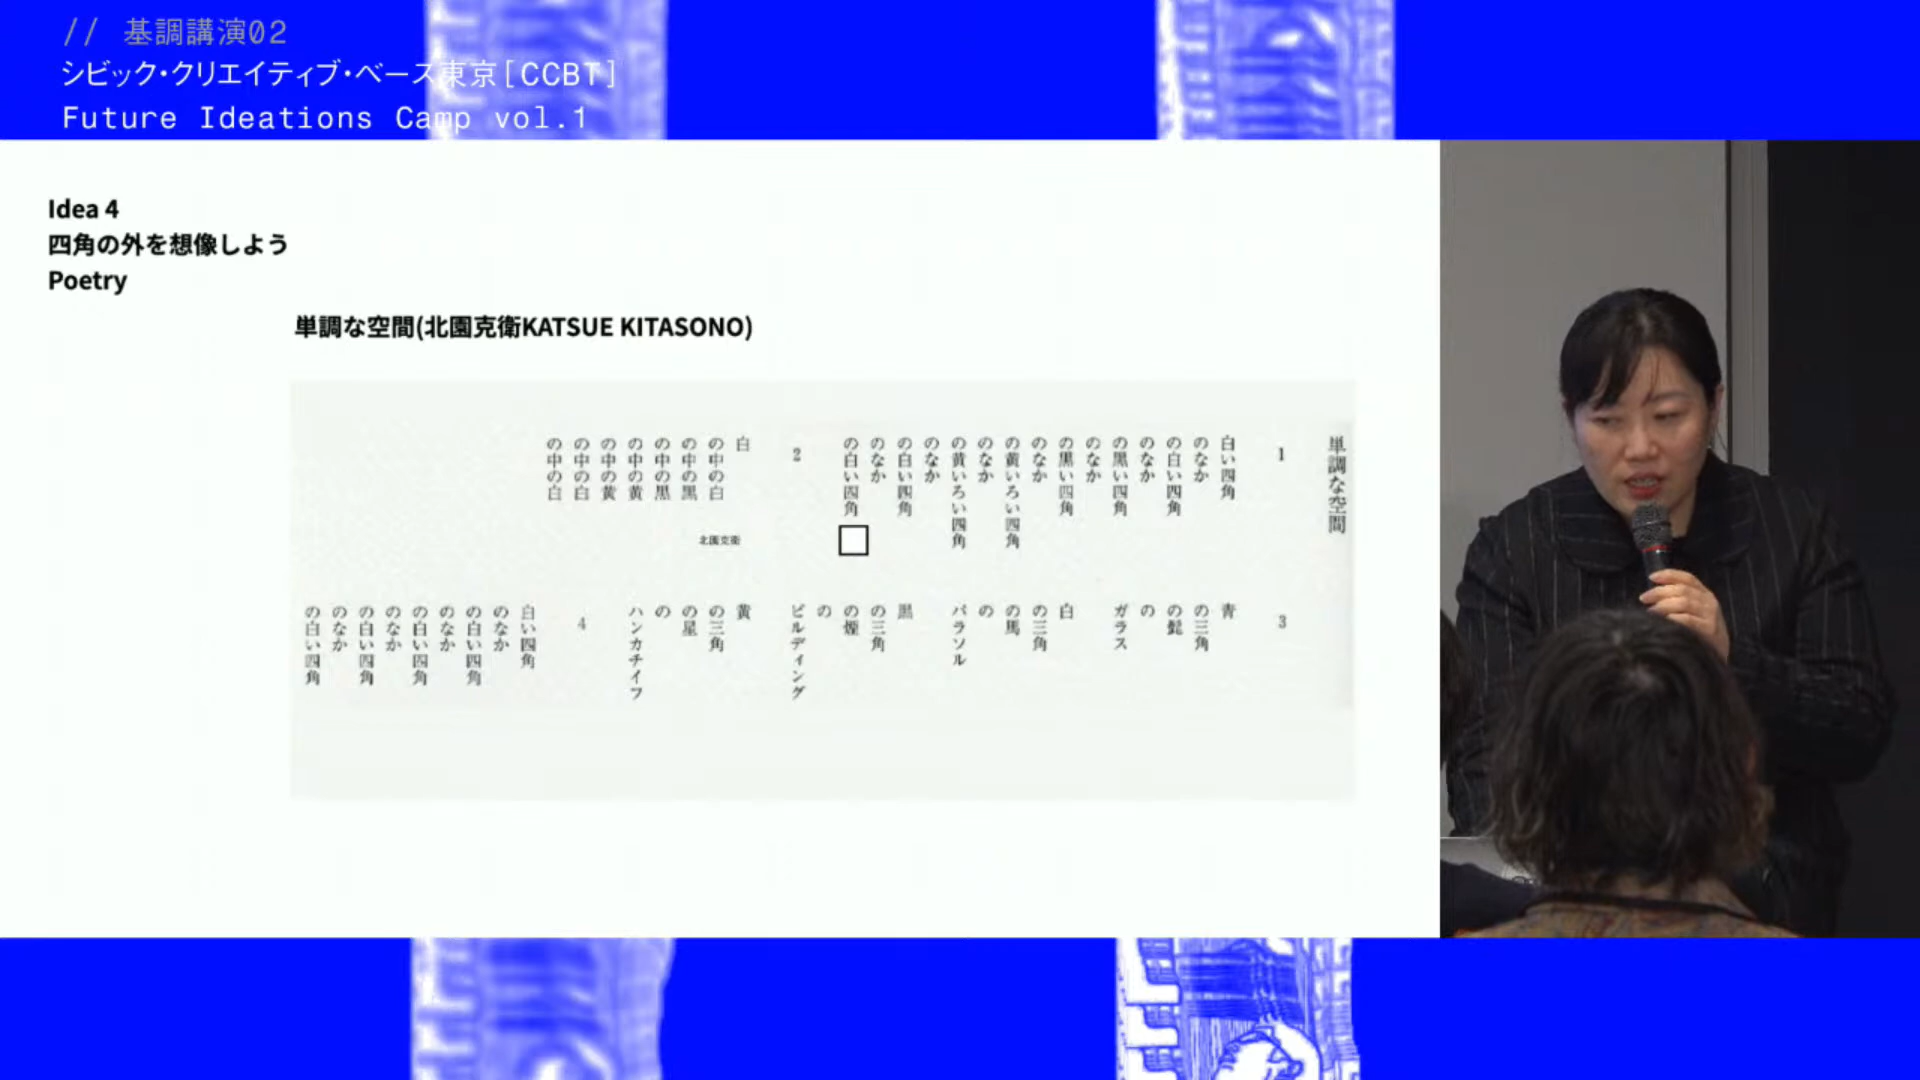 // 基調講演02
シビック・クリエイティブ・ベース東京[CCBT]
Future Ideations Camp vol.1
Idea 4
四角の外を想像しよう
Poetry
単調な空間(北園克衛KATSUE KITASONO)
単調な空間
1
白い四角
のなか
の白い四角
のなか
の黒い四角
のなか
の黒い四角
のなか
の黄いろい四角
のなか
の黄いろい四角
のなか
の白い四角
のなか
の白い四角
2
白
の中の白
の中の黒
の中の黒
の中の黄
の中の黄
の中の白
の中の白
北園克衛
3
青
の三角
の髭
の
ガラス
白
の三角
の馬
の
パラソル
黒
の三角
の煙
の
ビルディング
黄
の三角
の星
の
ハンカチイフ
4
白い四角
のなか
の白い四角
のなか
の白い四角
のなか
の白い四角
のなか
の白い四角